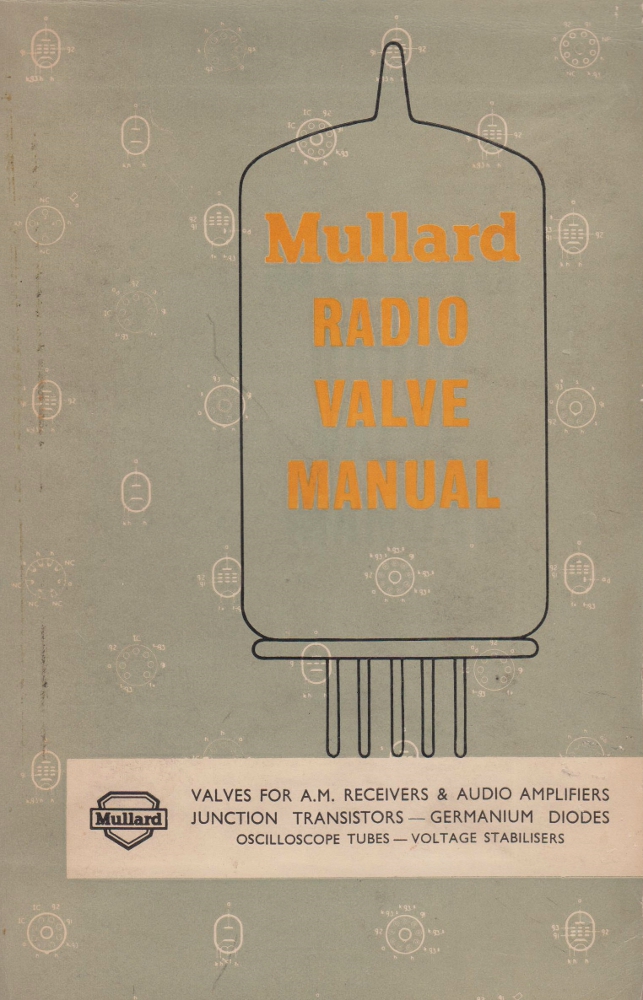 Mullard
RADIO
VALVE
MANUAL
Mullard
VALVES FOR A.M. RECEIVERS & AUDIO AMPLIFIERS
JUNCTION TRANSISTORS — GERMANIUM DIODES
OSCILLOSCOPE TUBES — VOLTAGE STABILISERS